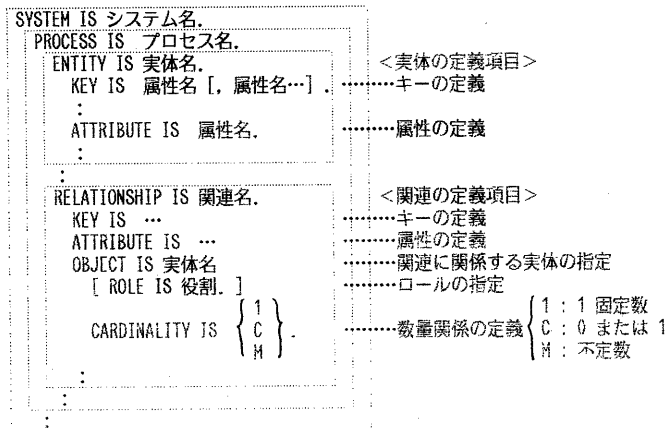 SYSTEM IS システム名.
PROCESS IS プロセス名.
ENTITY IS 実体名. <実体の定義項目>
KEY IS 属性名 [, 属性名…] . ………キーの定義
:
ATTRIBUTE IS 属性名. ………属性の定義
:
:
RELATIONSHIP IS 関連名. <関連の定義項目>
KEY IS … ………キーの定義
ATTRIBUTE IS … ………属性の定義
OBJECT IS 実体名 ………関連に関係する実体の指定
[ ROLE IS 役割. ] ………ロールの指定
1 1 : 1 固定数
CARDINALITY IS { C } . ………数量関係の定義 { C : 0 または 1
M M : 不定数
:
:
: